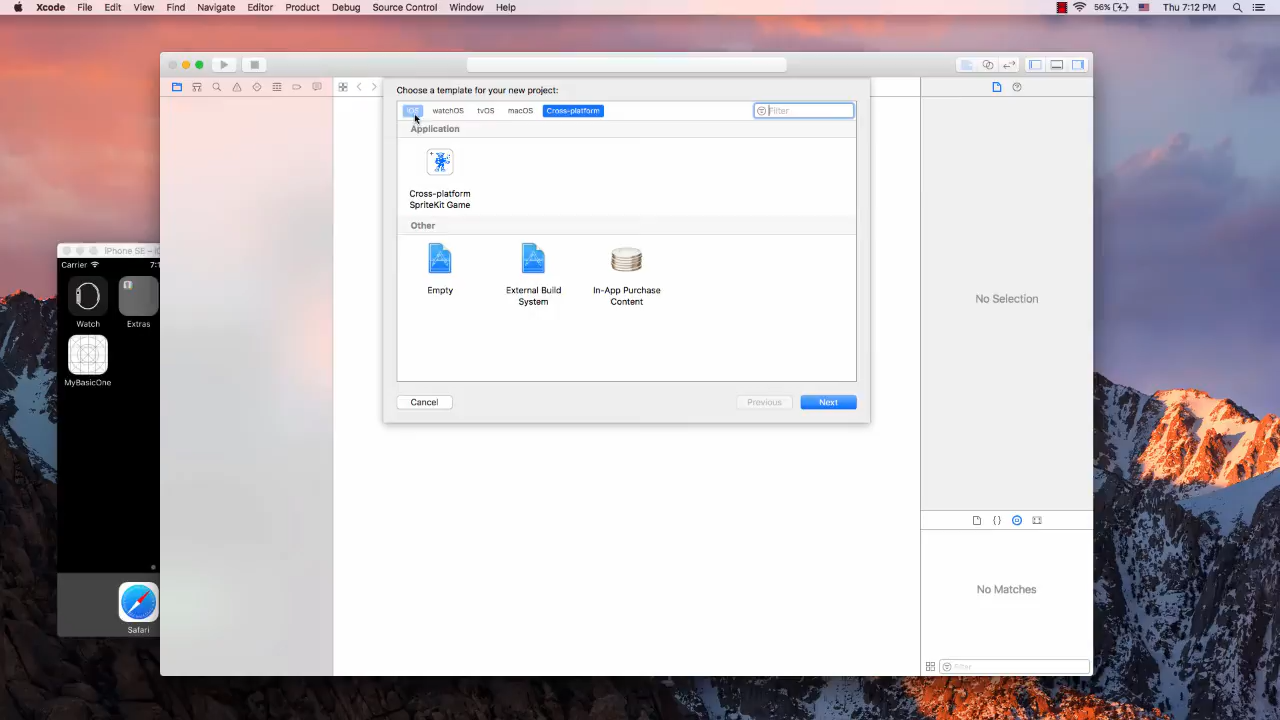 Xcode File Edit View Find Navigate Editor Product Debug Source Control Window Help
56% Thu 7:12 PM
Choose a template for your new project:
iOS watchOS tvOS macOS Cross-platform
Filter
Application
Cross-platform
SpriteKit Game
Other
Empty
External Build
System
In-App Purchase
Content
Cancel
Previous
Next
No Selection
{}
No Matches
Filter
iPhone SE –
Carrier
Watch
Extras
MyBasicOne
Safari